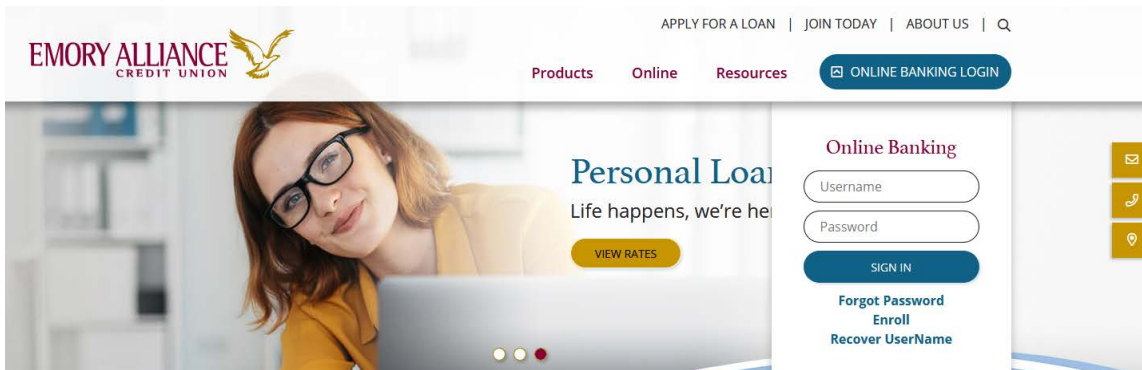 APPLY FOR A LOAN | JOIN TODAY | ABOUT US |
EMORY ALLIANCE
CREDIT UNION
Products Online Resources ONLINE BANKING LOGIN
Personal Loa
Life happens, we're he
VIEW RATES
Online Banking
Username
Password
SIGN IN
Forgot Password
Enroll
Recover UserName